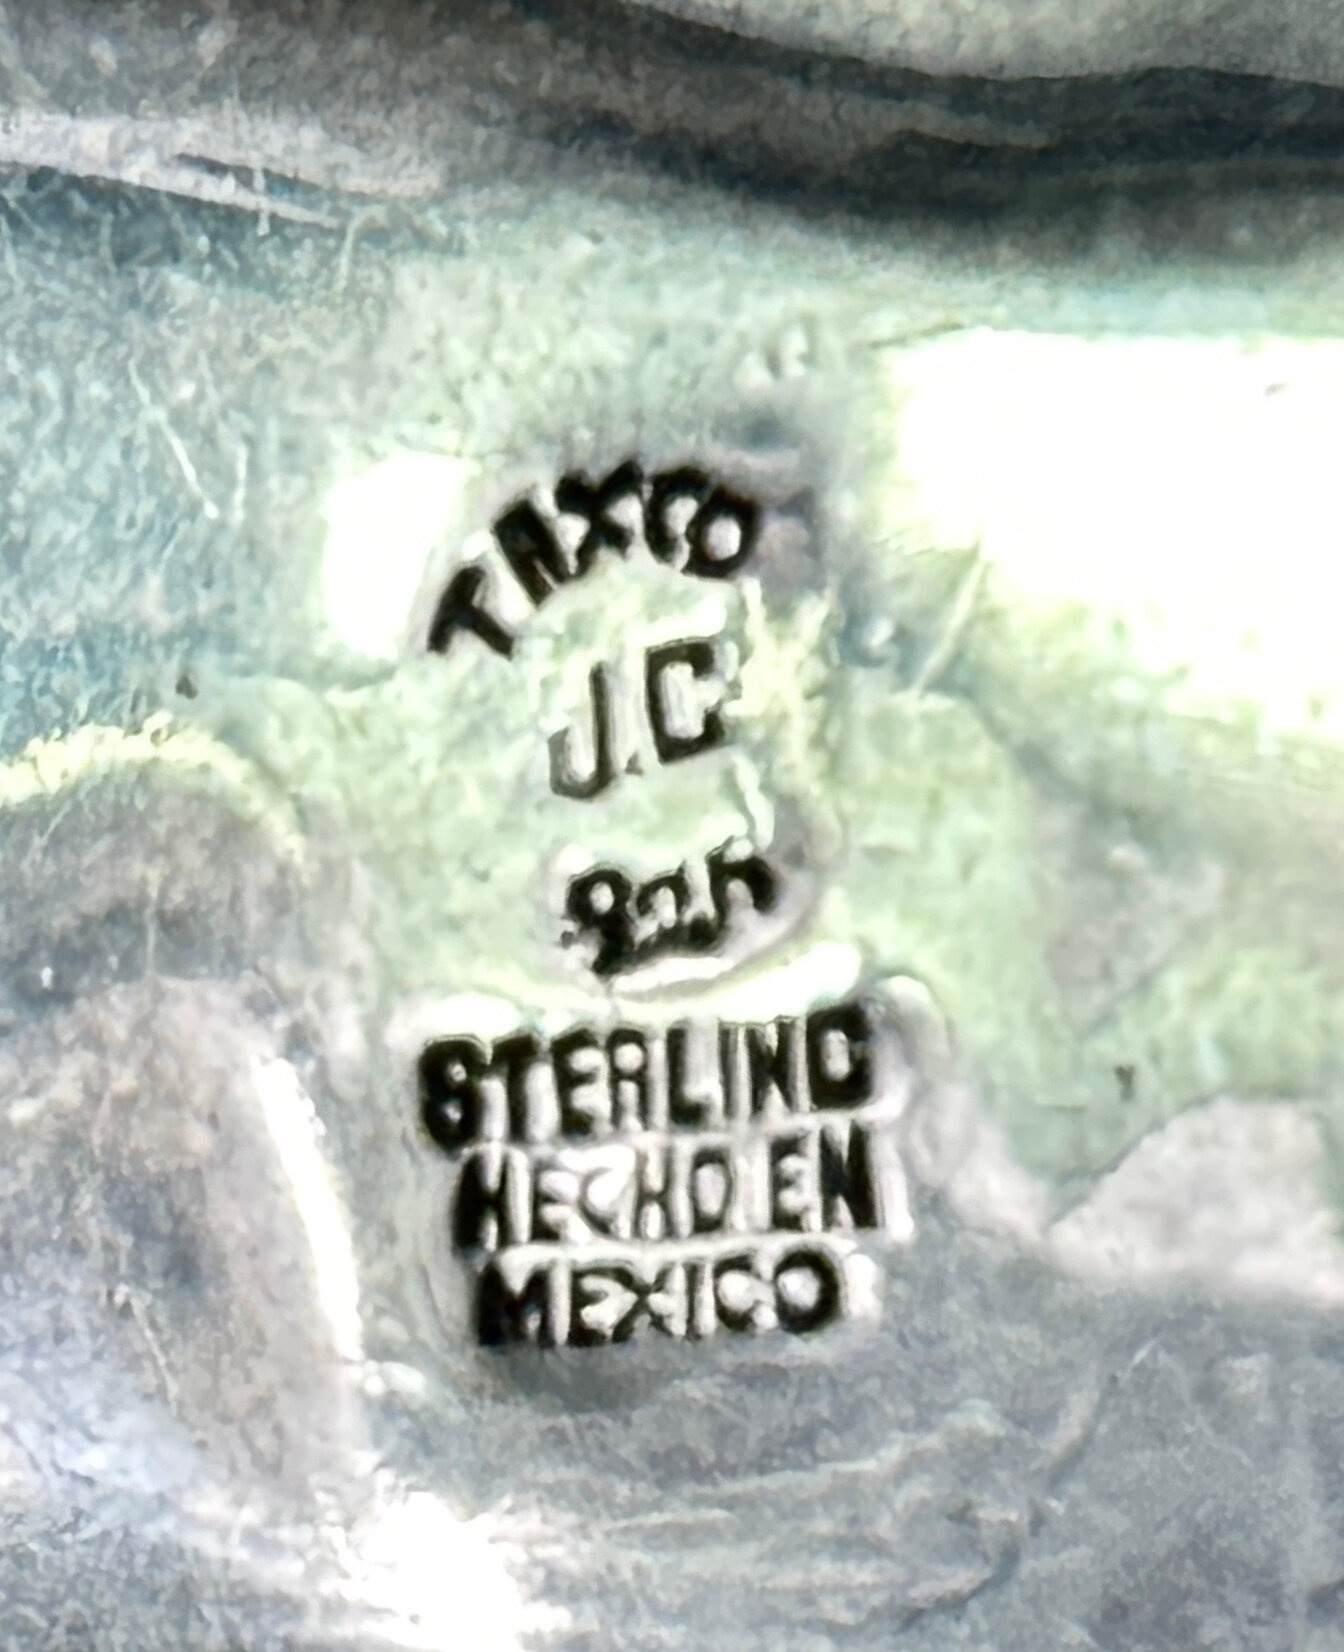 TAXCO
J.C
925
STERLING
HECHO EN
MEXICO